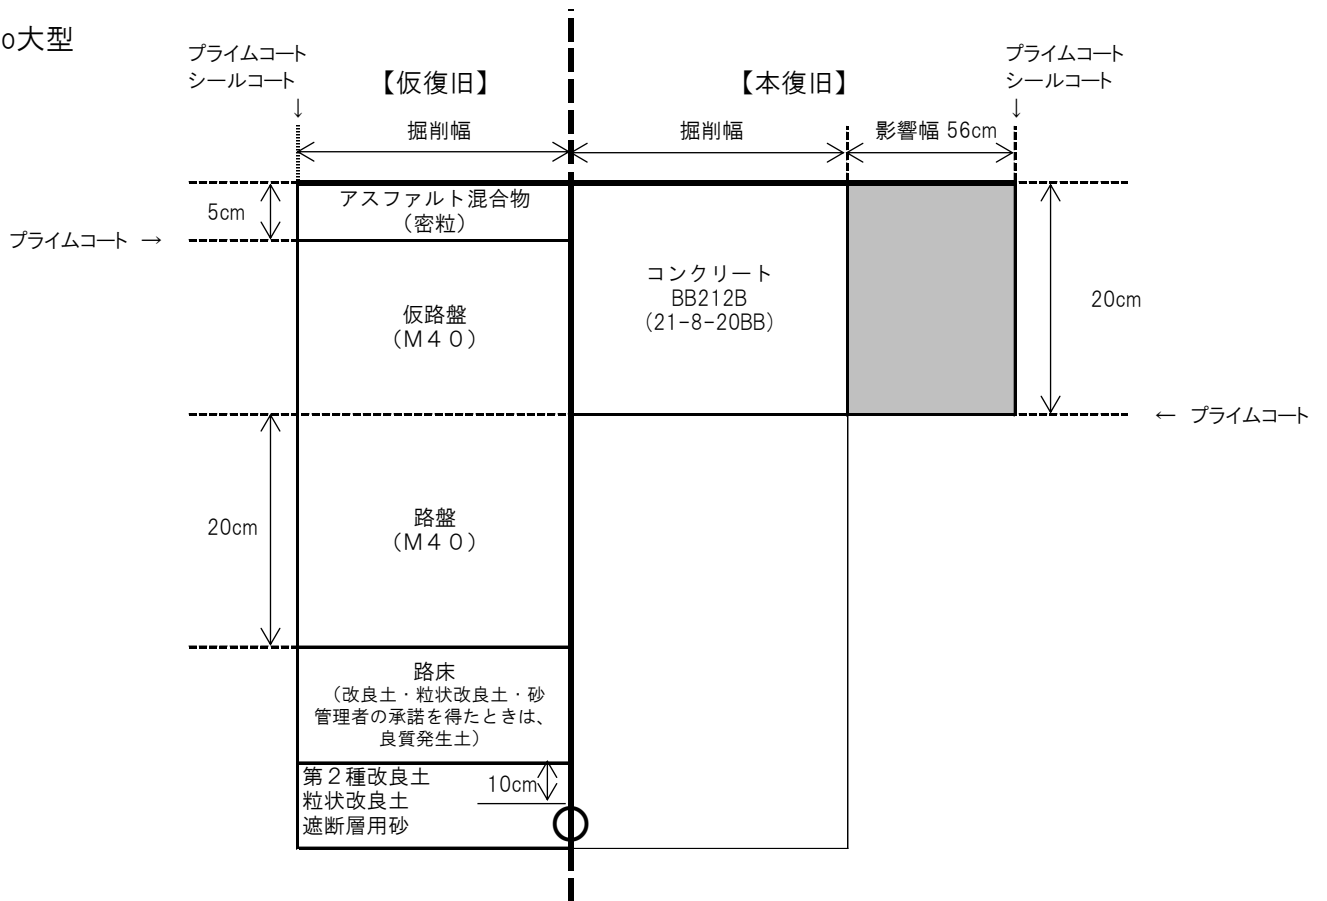 o大型
プライムコート
シールコート
↓
【仮復旧】
【本復旧】
プライムコート
シールコート
↓
掘削幅
掘削幅
影響幅 56cm
5cm
アスファルト混合物
（密粒）
プライムコート →
仮路盤
（M４０）
コンクリート
BB212B
（21-8-20BB）
20cm
← プライムコート
20cm
路盤
（M４０）
路床
（改良土・粒状改良土・砂
管理者の承諾を得たときは、
良質発生土）
第２種改良土
粒状改良土
遮断層用砂
10cm